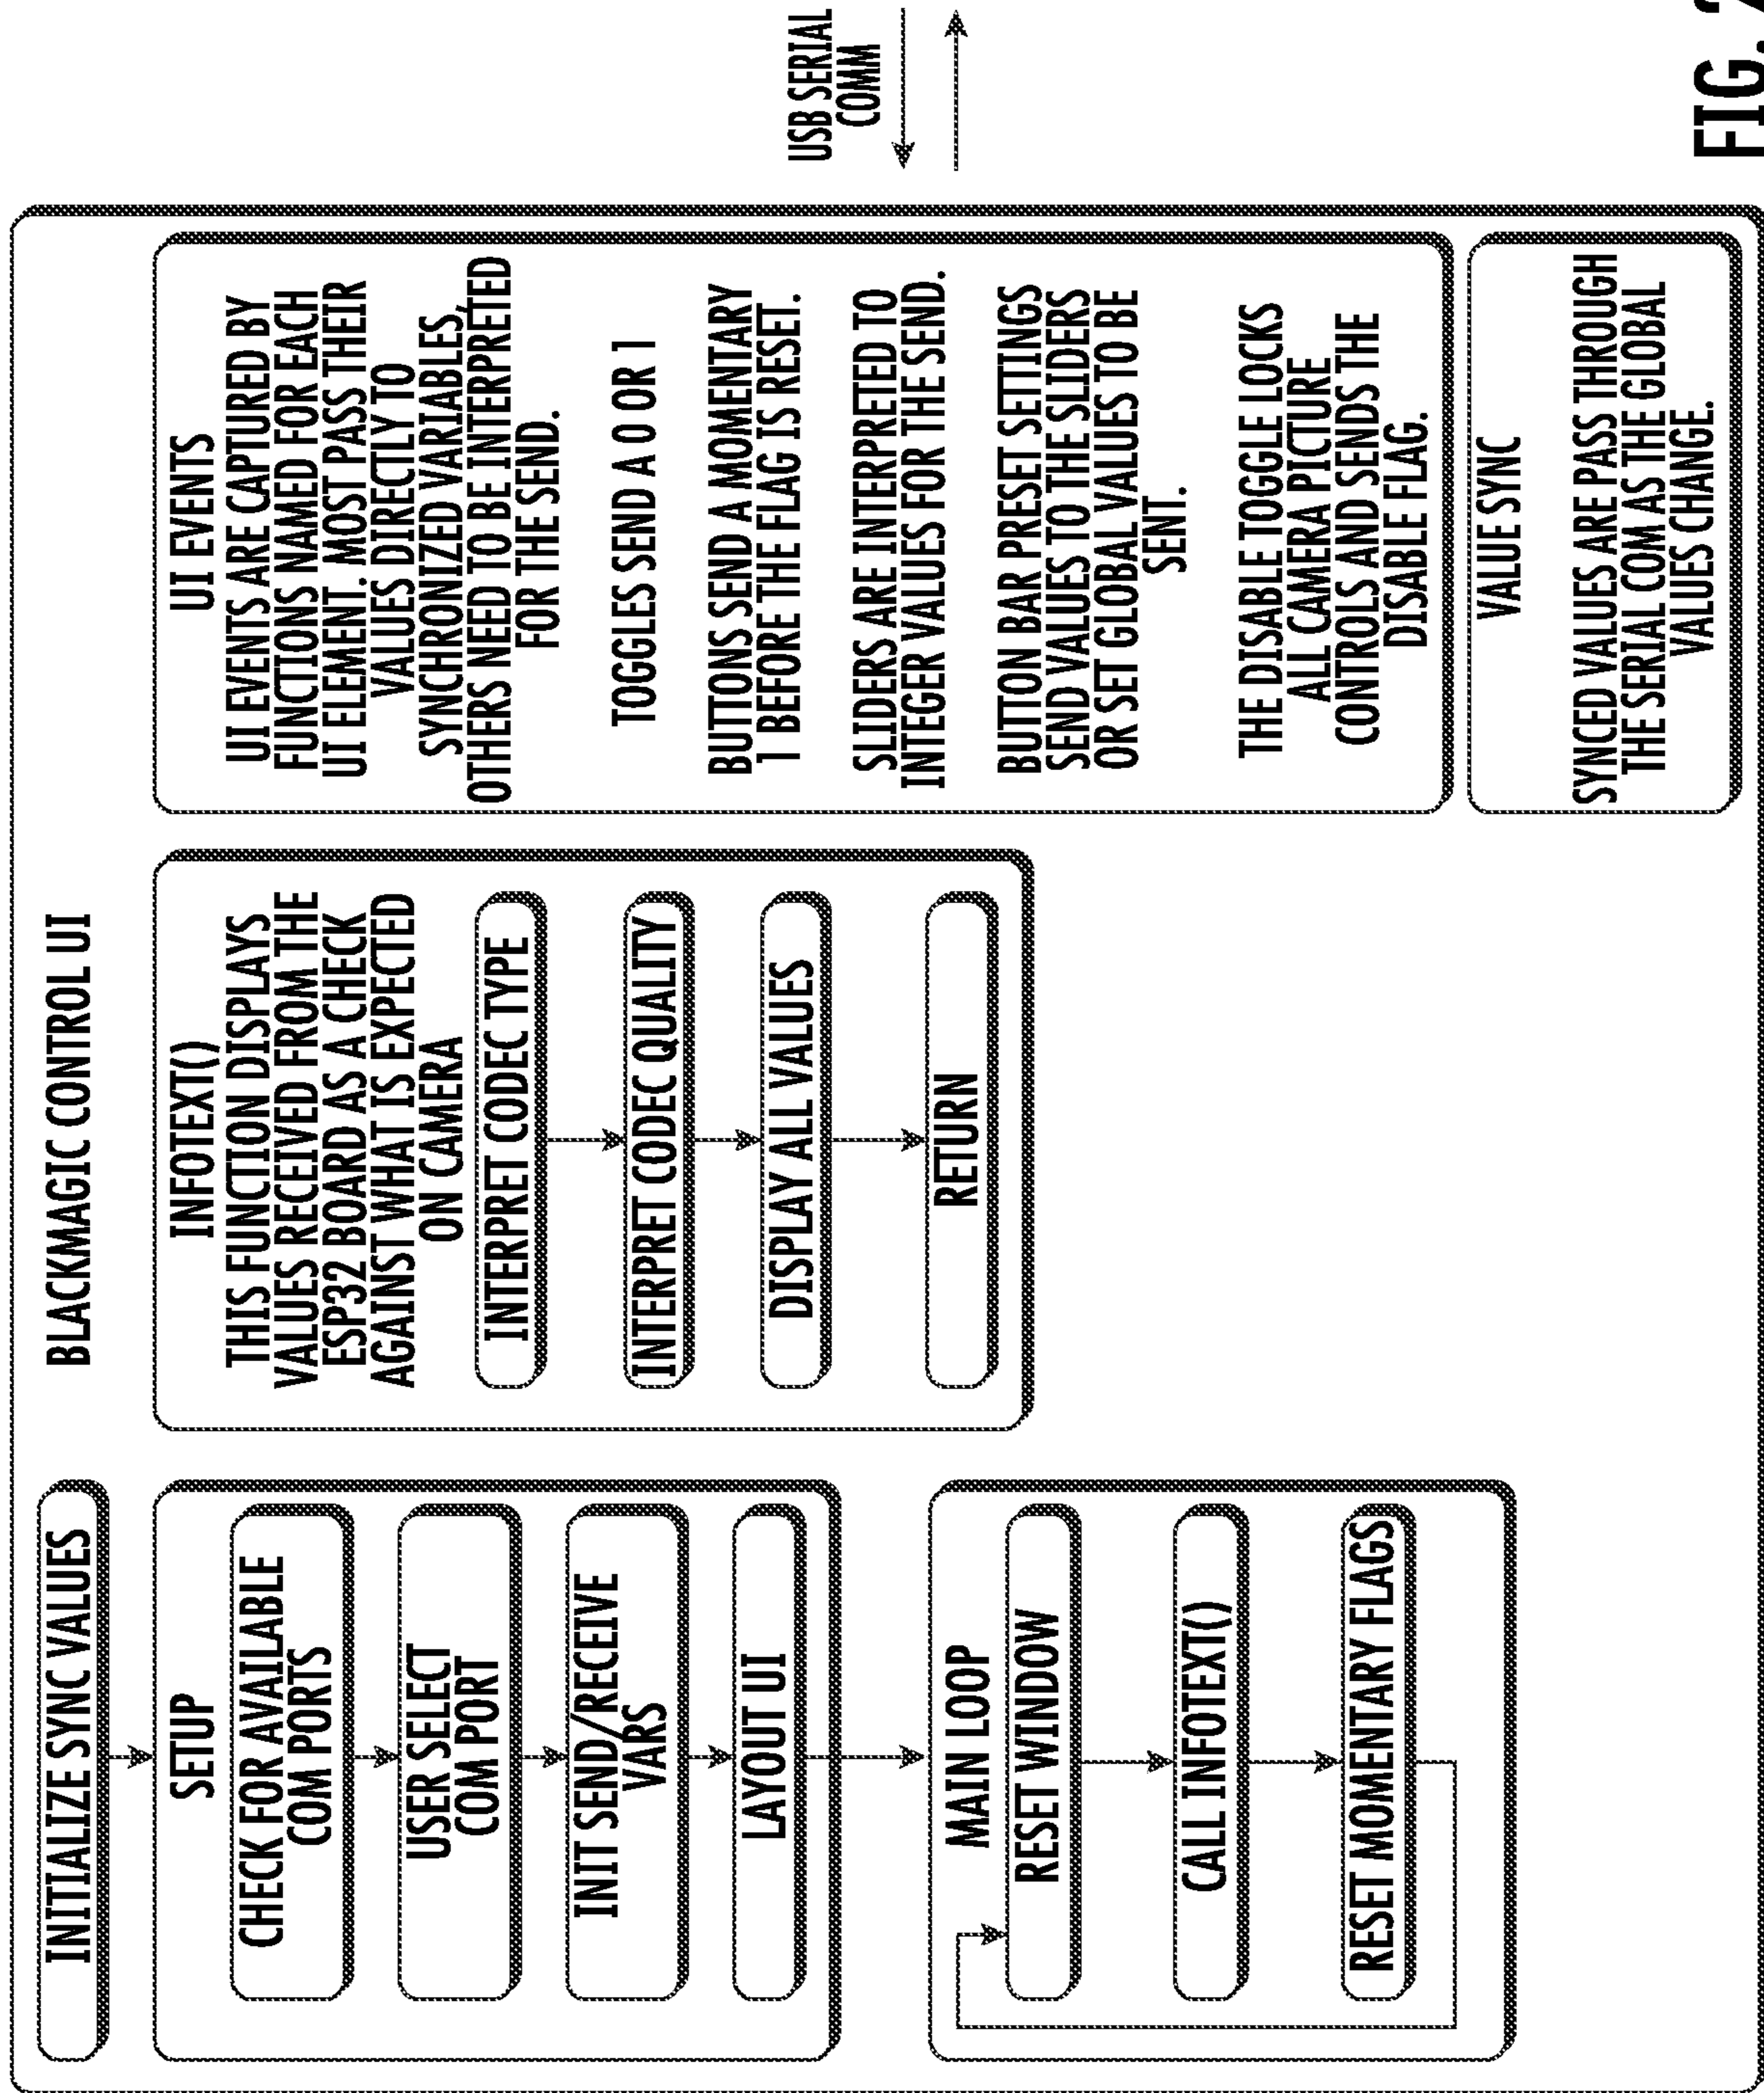 BLACKMAGIC CONTROL UI
INITIALIZE SYNC VALUES
SETUP
CHECK FOR AVAILABLE
COM PORTS
USER SELECT
COM PORT
INIT SEND/RECEIVE
VARS
LAYOUT UI
MAIN LOOP
RESET WINDOW
CALL INFOTEXT()
RESET MOMENTARY FLAGS
INFOTEXT()
THIS FUNCTION DISPLAYS
VALUES RECEIVED FROM THE
ESP32 BOARD AS A CHECK
AGAINST WHAT IS EXPECTED
ON CAMERA
INTERPRET CODEC TYPE
INTERPRET CODEC QUALITY
DISPLAY ALL VALUES
RETURN
UI EVENTS
UI EVENTS ARE CAPTURED BY
FUNCTIONS NAMED FOR EACH
UI ELEMENT. MOST PASS THEIR
VALUES DIRECTLY TO
SYNCHRONIZED VARIABLES,
OTHERS NEED TO BE INTERPRETED
FOR THE SEND.
TOGGLES SEND A 0 OR 1
BUTTONS SEND A MOMENTARY
1 BEFORE THE FLAG IS RESET.
SLIDERS ARE INTERPRETED TO
INTEGER VALUES FOR THE SEND.
BUTTON BAR PRESET SETTINGS
SEND VALUES TO THE SLIDERS
OR SET GLOBAL VALUES TO BE
SENT.
THE DISABLE TOGGLE LOCKS
ALL CAMERA PICTURE
CONTROLS AND SENDS THE
DISABLE FLAG.
VALUE SYNC
SYNCED VALUES ARE PASS THROUGH
THE SERIAL COM AS THE GLOBAL
VALUES CHANGE.
USB SERIAL
COMM
FIG.